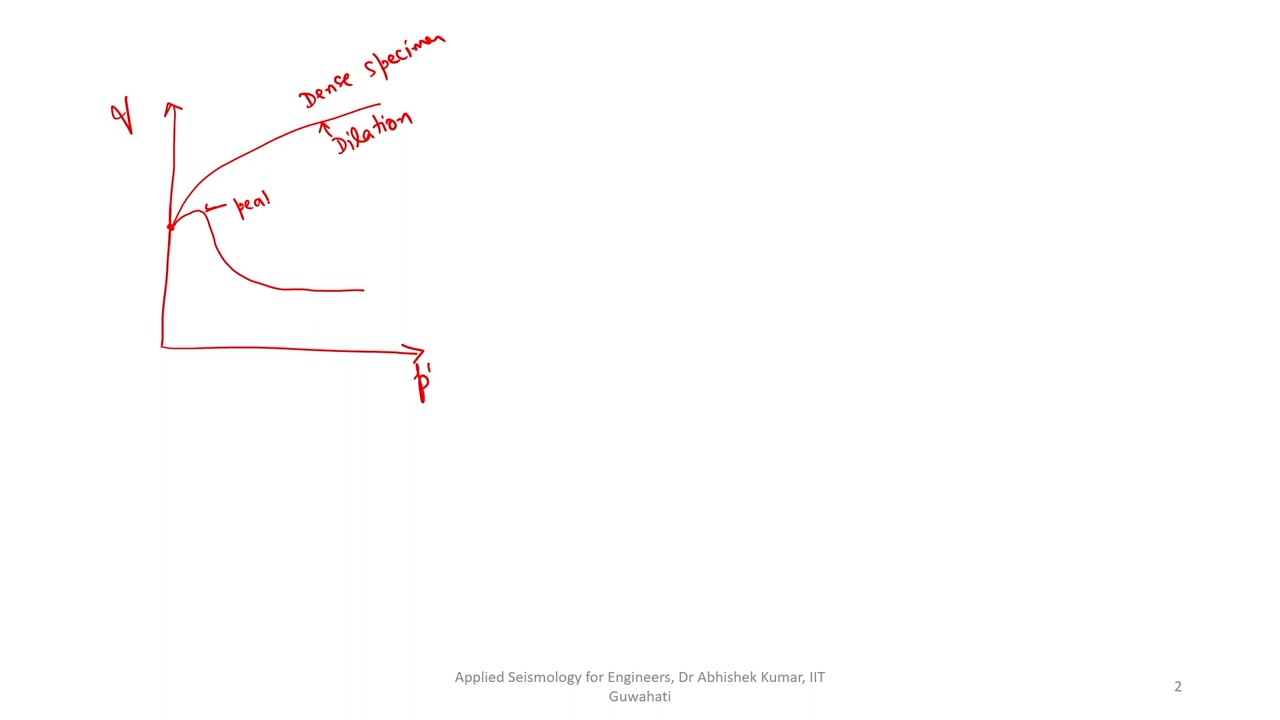 Dense specimen
q
Dilation
peak
p'
Applied Seismology for Engineers, Dr Abhishek Kumar, IIT
Guwahati
2